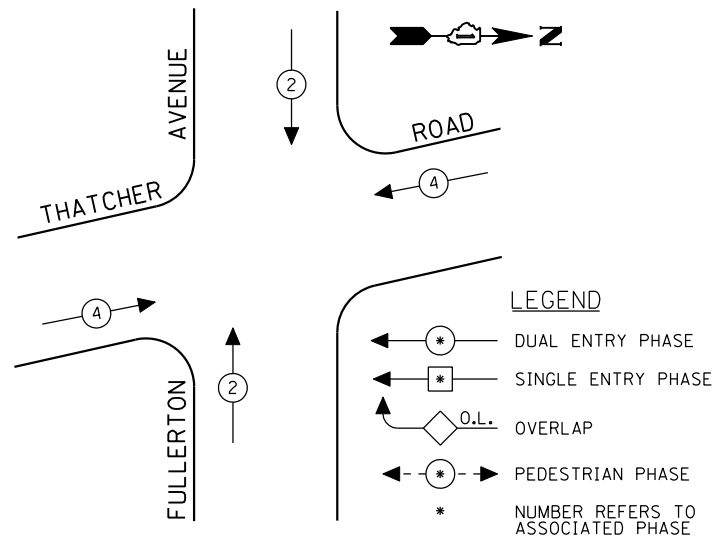 N
AVENUE
2
ROAD
4
THATCHER
4
2
FULLERTON
LEGEND
* DUAL ENTRY PHASE
* SINGLE ENTRY PHASE
O.L. OVERLAP
* PEDESTRIAN PHASE
* NUMBER REFERS TO
ASSOCIATED PHASE